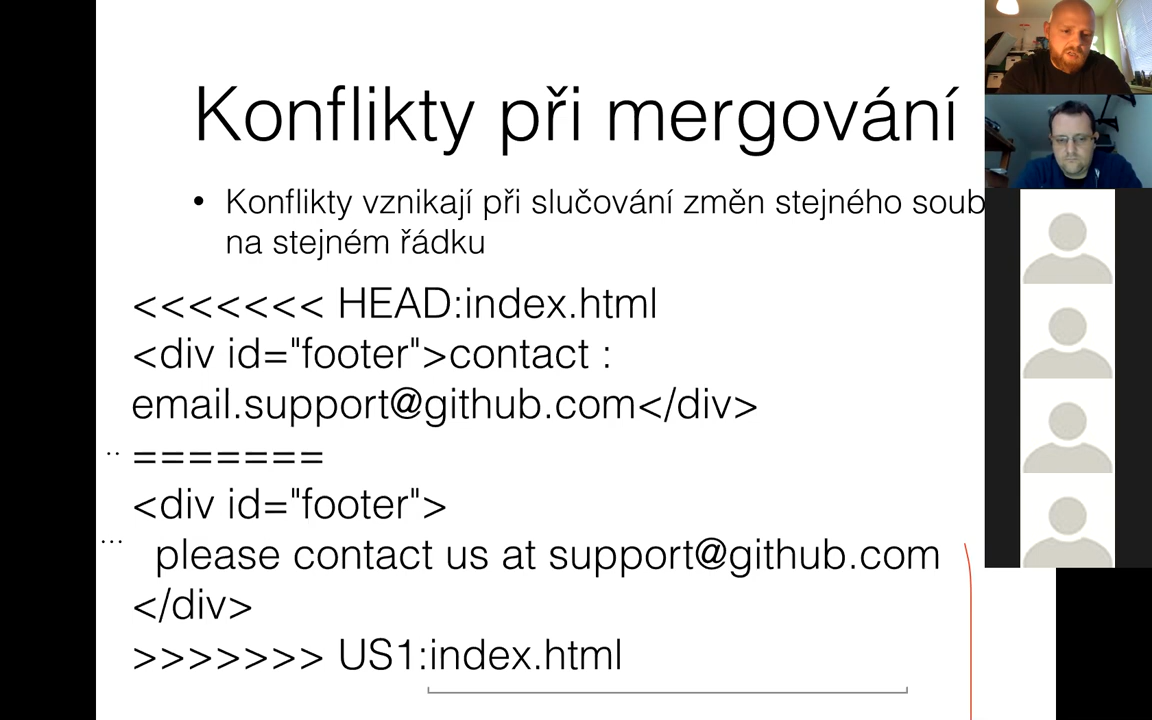 Konflikty při mergování
• Konflikty vznikají při slučování změn stejného soub
na stejném řádku
<<<<<<< HEAD:index.html
<div id="footer">contact :
email.support@github.com</div>
=======
<div id="footer">
please contact us at support@github.com
</div>
>>>>>>> US1:index.html